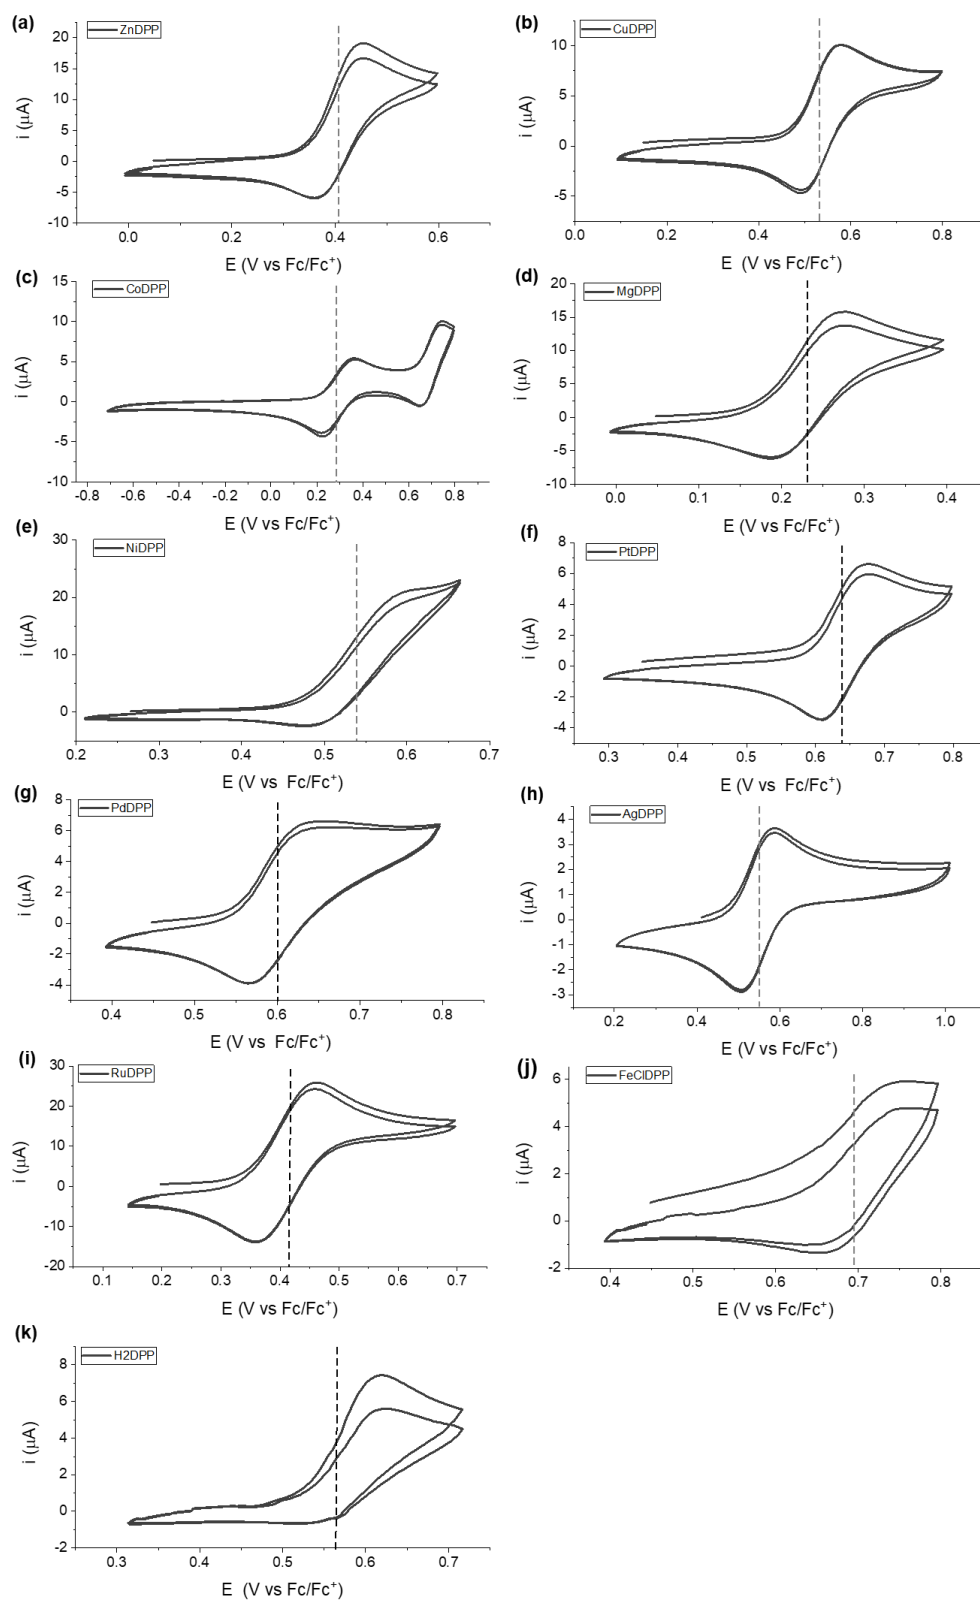 (a)
ZnDPP
20
15
10
5
0
-5
-10
i (μA)
0.0 0.2 0.4 0.6
E (V vs Fc/Fc⁺)
(b)
CuDPP
10
5
0
-5
i (μA)
0.0 0.2 0.4 0.6 0.8
E (V vs Fc/Fc⁺)
(c)
CoDPP
15
10
5
0
-5
-10
i (μA)
-0.8 -0.6 -0.4 -0.2 0.0 0.2 0.4 0.6 0.8
E (V vs Fc/Fc⁺)
(d)
MgDPP
20
15
10
5
0
-5
-10
i (μA)
0.0 0.1 0.2 0.3 0.4
E (V vs Fc/Fc⁺)
(e)
NiDPP
30
20
10
0
i (μA)
0.2 0.3 0.4 0.5 0.6 0.7
E (V vs Fc/Fc⁺)
(f)
PtDPP
8
6
4
2
0
-2
-4
i (μA)
0.3 0.4 0.5 0.6 0.7 0.8
E (V vs Fc/Fc⁺)
(g)
PdDPP
8
6
4
2
0
-2
-4
i (μA)
0.4 0.5 0.6 0.7 0.8
E (V vs Fc/Fc⁺)
(h)
AgDPP
4
3
2
1
0
-1
-2
-3
i (μA)
0.2 0.4 0.6 0.8 1.0
E (V vs Fc/Fc⁺)
(i)
RuDPP
30
20
10
0
-10
-20
i (μA)
0.1 0.2 0.3 0.4 0.5 0.6 0.7
E (V vs Fc/Fc⁺)
(j)
FeClDPP
6
4
2
0
-2
i (μA)
0.4 0.5 0.6 0.7 0.8
E (V vs Fc/Fc⁺)
(k)
H2DPP
8
6
4
2
0
-2
i (μA)
0.3 0.4 0.5 0.6 0.7
E (V vs Fc/Fc⁺)